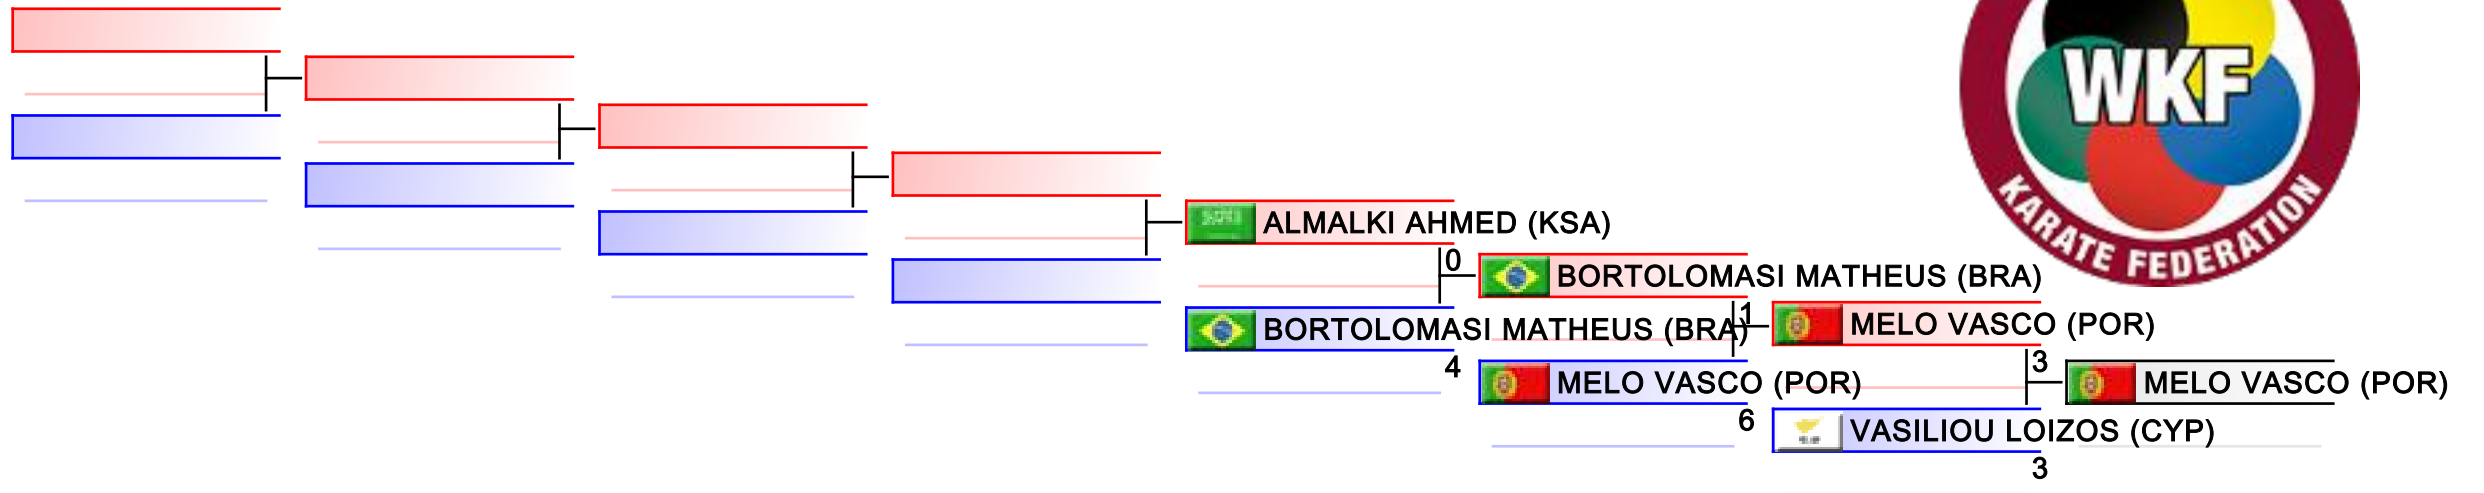 WKF
KARATE FEDERATION
ALMALKI AHMED (KSA)
0
BORTOLOMASI MATHEUS (BRA)
BORTOLOMASI MATHEUS (BRA)
4
1
MELO VASCO (POR)
MELO VASCO (POR)
6
3
MELO VASCO (POR)
VASILIOU LOIZOS (CYP)
3